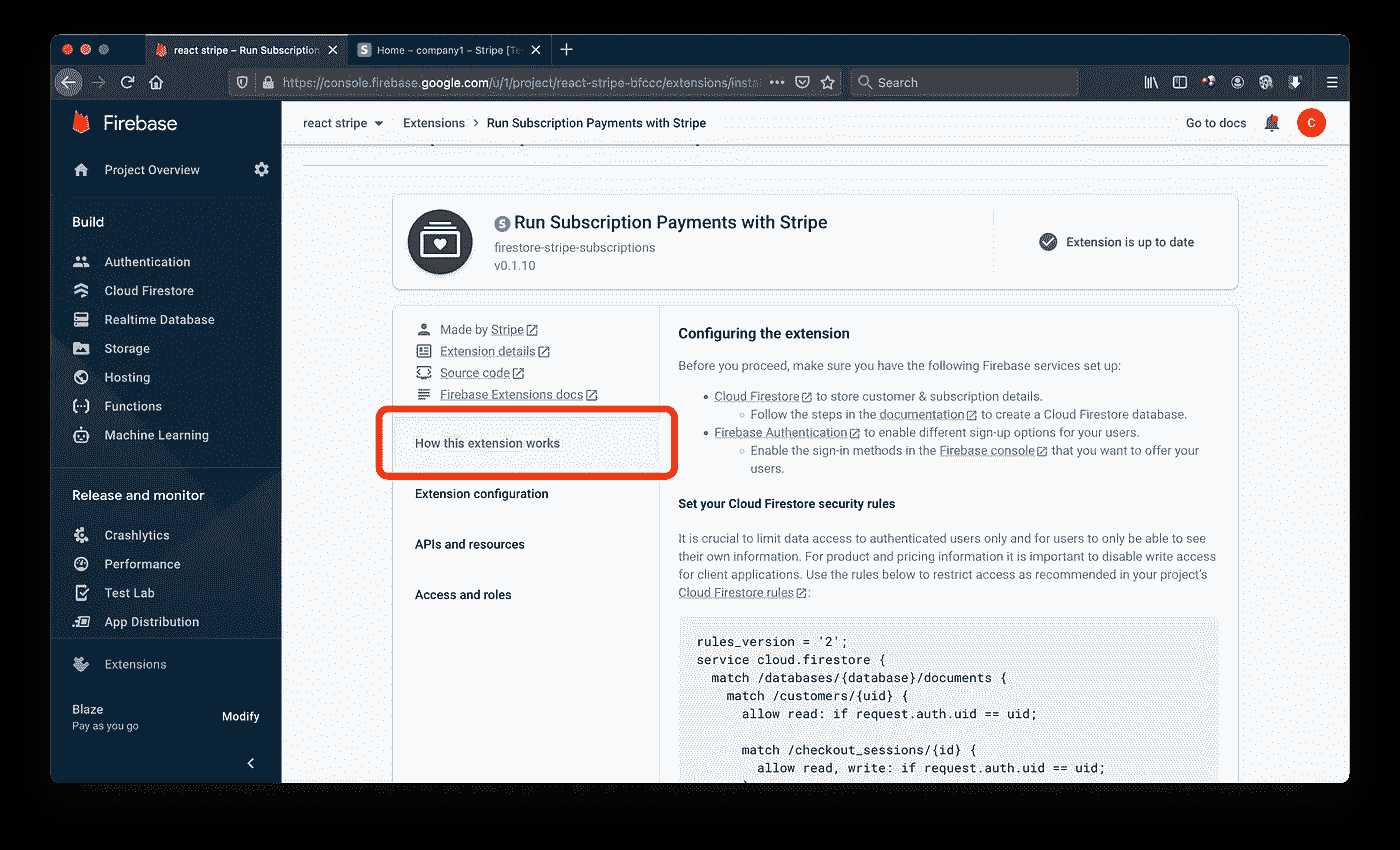 react stripe – Run Subscription
Home – company1 – Stripe [Te
https://console.firebase.google.com/u/1/project/react-stripe-bfccc/extensions/insta
Search
Firebase
react stripe
Extensions > Run Subscription Payments with Stripe
Go to docs
C
Project Overview
Build
Authentication
Cloud Firestore
Realtime Database
Storage
Hosting
Functions
Machine Learning
Release and monitor
Crashlytics
Performance
Test Lab
App Distribution
Extensions
Blaze
Pay as you go
Modify
S Run Subscription Payments with Stripe
firestore-stripe-subscriptions
v0.1.10
Extension is up to date
Made by Stripe
Extension details
Source code
Firebase Extensions docs
How this extension works
Extension configuration
APIs and resources
Access and roles
Configuring the extension
Before you proceed, make sure you have the following Firebase services set up:
• Cloud Firestore to store customer & subscription details.
◦ Follow the steps in the documentation to create a Cloud Firestore database.
• Firebase Authentication to enable different sign-up options for your users.
◦ Enable the sign-in methods in the Firebase console that you want to offer your
users.
Set your Cloud Firestore security rules
It is crucial to limit data access to authenticated users only and for users to only be able to see
their own information. For product and pricing information it is important to disable write access
for client applications. Use the rules below to restrict access as recommended in your project's
Cloud Firestore rules:
rules_version = '2';
service cloud.firestore {
match /databases/{database}/documents {
match /customers/{uid} {
allow read: if request.auth.uid == uid;
match /checkout_sessions/{id} {
allow read, write: if request.auth.uid == uid;